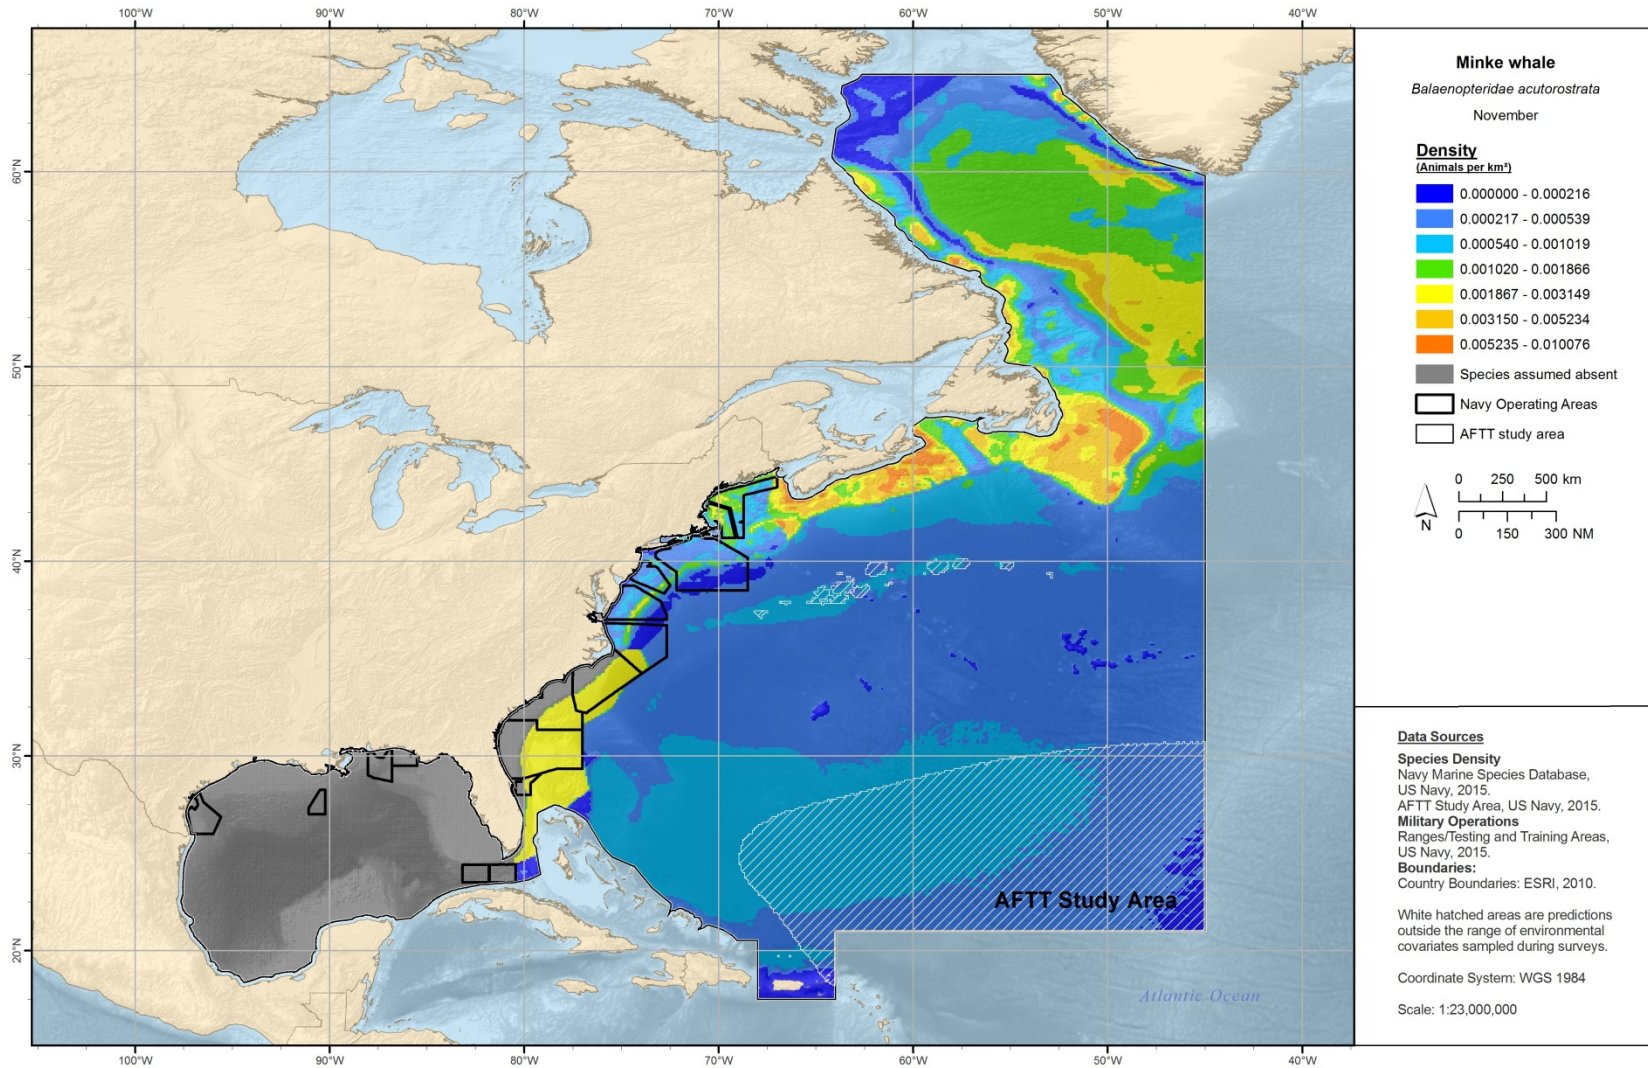 100°W 90°W 80°W 70°W 60°W 50°W 40°W
60°N
50°N
40°N
30°N
20°N
AFTT Study Area
Atlantic Ocean
100°W 90°W 80°W 70°W 60°W 50°W 40°W
Minke whale
Balaenopteridae acutorostrata
November
Density
(Animals per km²)
0.000000 - 0.000216
0.000217 - 0.000539
0.000540 - 0.001019
0.001020 - 0.001866
0.001867 - 0.003149
0.003150 - 0.005234
0.005235 - 0.010076
Species assumed absent
Navy Operating Areas
AFTT study area
0 250 500 km
N
0 150 300 NM
Data Sources
Species Density
Navy Marine Species Database,
US Navy, 2015.
AFTT Study Area, US Navy, 2015.
Military Operations
Ranges/Testing and Training Areas,
US Navy, 2015.
Boundaries:
Country Boundaries: ESRI, 2010.
White hatched areas are predictions
outside the range of environmental
covariates sampled during surveys.
Coordinate System: WGS 1984
Scale: 1:23,000,000